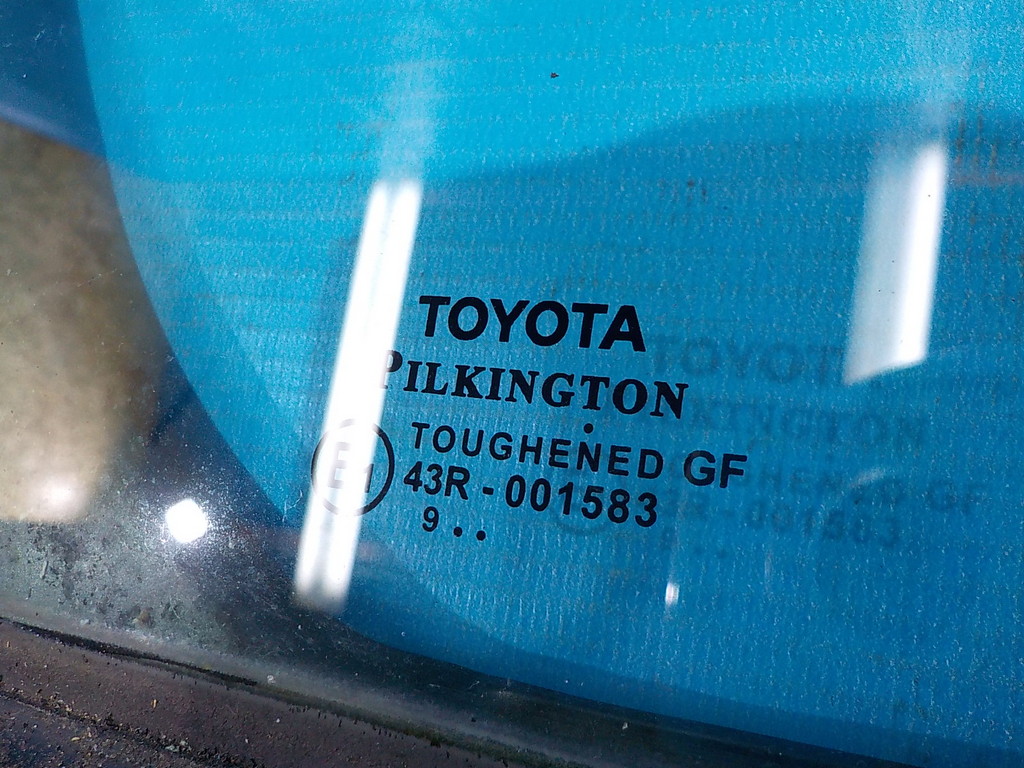 TOYOTA
PILKINGTON
E1
TOUGHENED GF
43R - 001583
9 . .